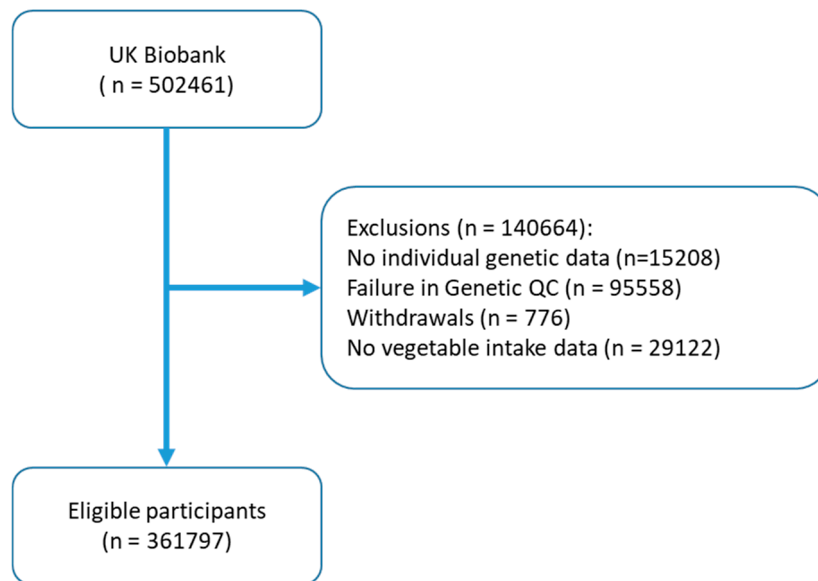 UK Biobank
( n = 502461)
Exclusions (n = 140664):
No individual genetic data (n=15208)
Failure in Genetic QC (n = 95558)
Withdrawals (n = 776)
No vegetable intake data (n = 29122)
Eligible participants
(n = 361797)